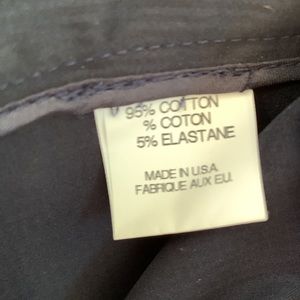 95% COTTON
% COTON
5% ELASTANE
MADE IN U.S.A.
FABRIQUE AUX E.U.